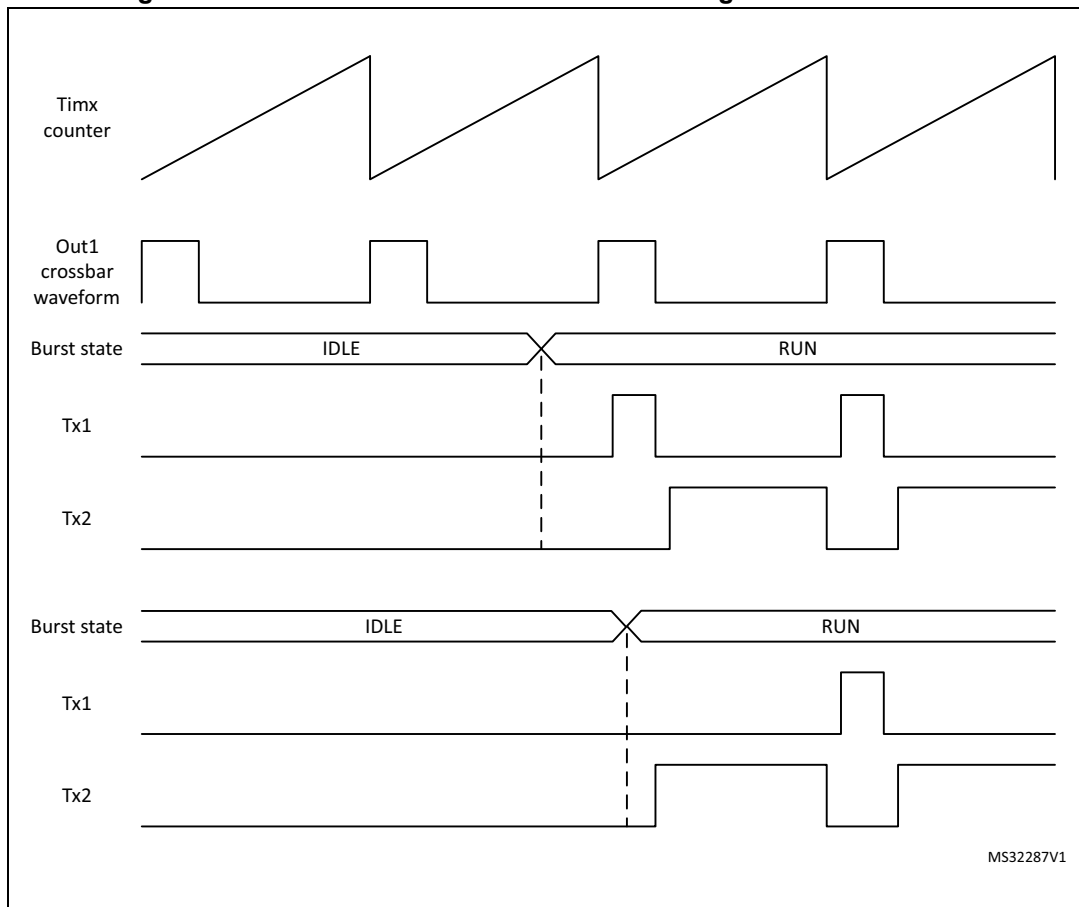 Timx
counter
Out1
crossbar
waveform
Burst state
IDLE
RUN
Tx1
Tx2
Burst state
IDLE
RUN
Tx1
Tx2
MS32287V1